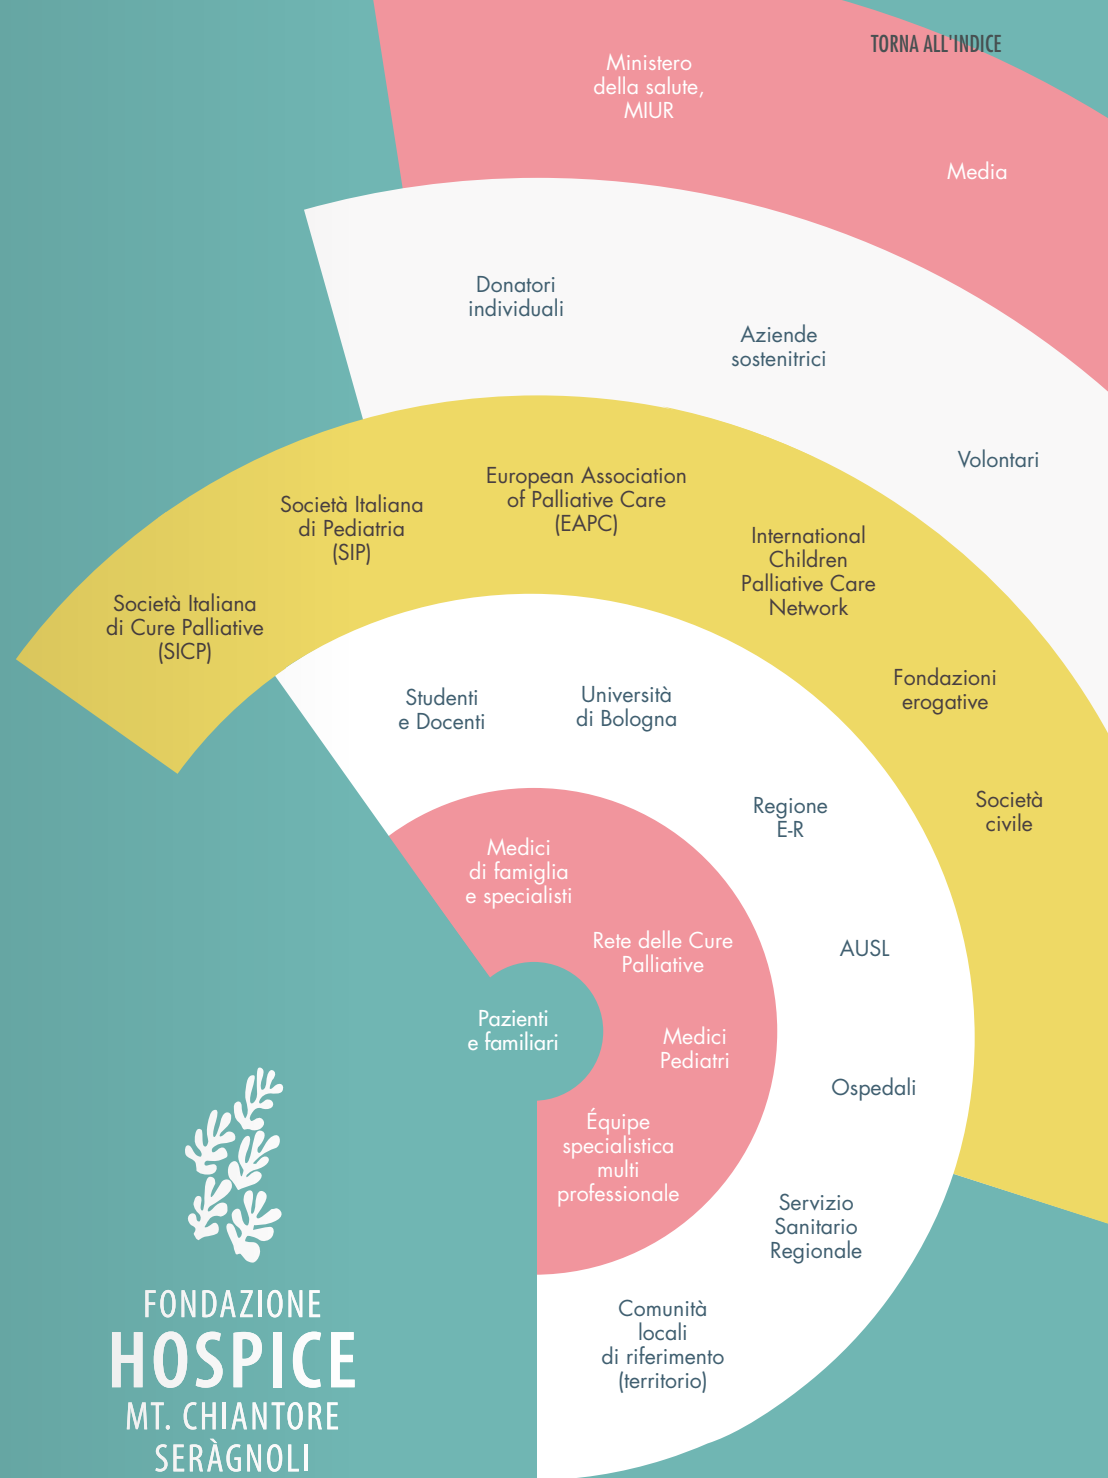 TORNA ALL'INDICE
Ministero
della salute,
MIUR
Media
Donatori
individuali
Aziende
sostenitrici
Volontari
Società Italiana
di Cure Palliative
(SICP)
Società Italiana
di Pediatria
(SIP)
European Association
of Palliative Care
(EAPC)
International
Children
Palliative Care
Network
Fondazioni
erogative
Società
civile
Studenti
e Docenti
Università
di Bologna
Regione
E-R
AUSL
Ospedali
Servizio
Sanitario
Regionale
Comunità
locali
di riferimento
(territorio)
Medici
di famiglia
e specialisti
Rete delle Cure
Palliative
Medici
Pediatri
Équipe
specialistica
multi
professionale
Pazienti
e familiari
FONDAZIONE
HOSPICE
MT. CHIANTORE
SERÀGNOLI